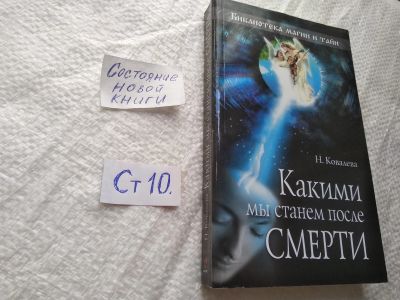 Состояние
новой
книги
Ст 10.
Библиотека магии и тайн
Н. Ковалева
Какими
мы станем после
СМЕРТИ